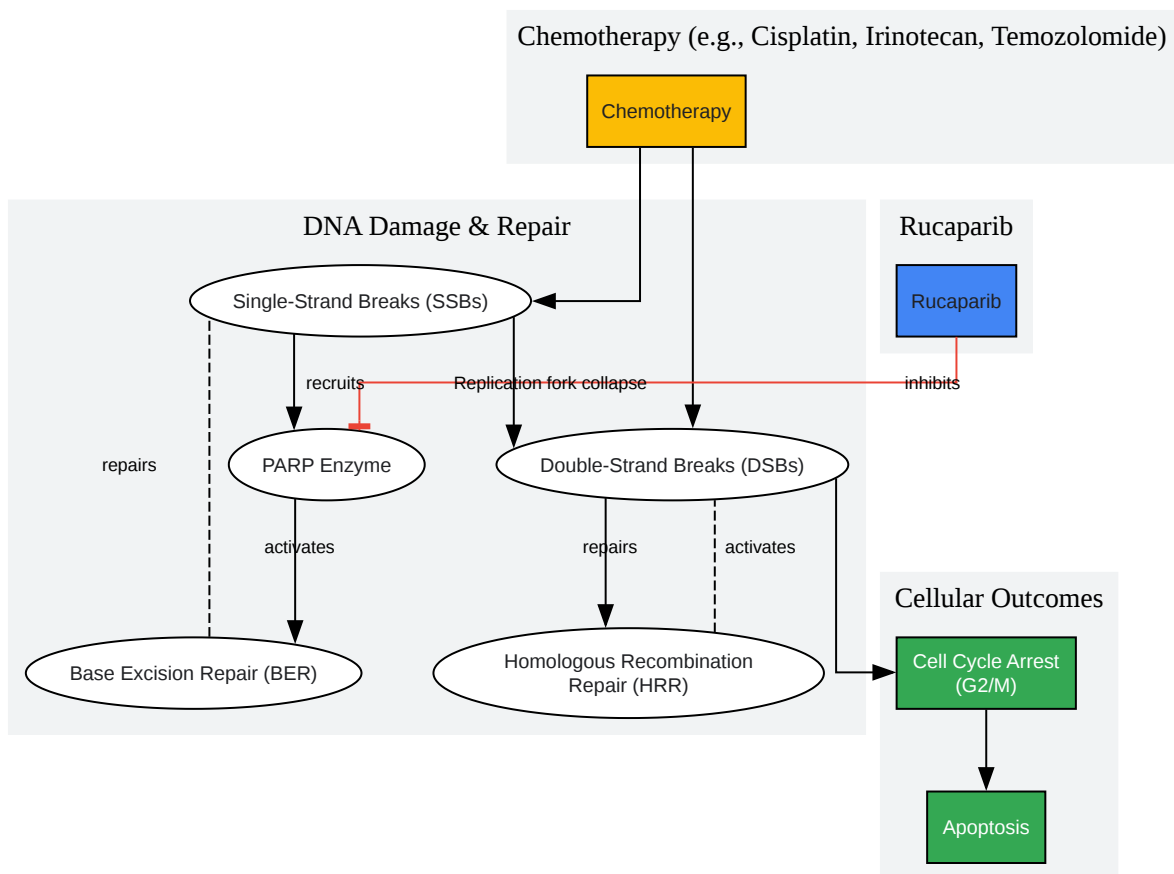 Chemotherapy (e.g., Cisplatin, Irinotecan, Temozolomide)
Chemotherapy
DNA Damage & Repair
Rucaparib
Single-Strand Breaks (SSBs)
Rucaparib
recruits
Replication fork collapse
inhibits
repairs
PARP Enzyme
Double-Strand Breaks (DSBs)
activates
repairs
activates
Cellular Outcomes
Base Excision Repair (BER)
Homologous Recombination
Repair (HRR)
Cell Cycle Arrest
(G2/M)
Apoptosis